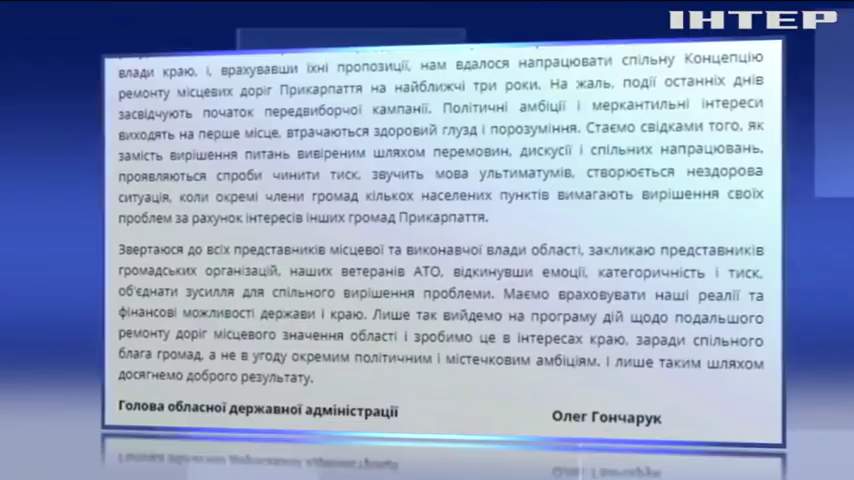 ІНТЕР
влади краю, і, врахувавши їхні пропозиції, нам вдалося напрацювати спільну Концепцію
ремонту місцевих доріг Прикарпаття на найближчі три роки. На жаль, події останніх днів
засвідчують початок передвиборчої кампанії. Політичні амбіції і меркантильні інтереси
виходять на перше місце, втрачаються здоровий глузд і порозуміння. Стаємо свідками того, як
замість вирішення питань вивіреним шляхом перемовин, дискусії і спільних напрацювань,
проявляються спроби чинити тиск, звучить мова ультиматумів, створюється нездорова
ситуація, коли окремі члени громад кількох населених пунктів вимагають вирішення своїх
проблем за рахунок інтересів інших громад Прикарпаття.
Звертаюся до всіх представників місцевої та виконавчої влади області, закликаю представників
громадських організацій, наших ветеранів АТО, відкинувши емоції, категоричність і тиск,
об'єднати зусилля для спільного вирішення проблеми. Маємо враховувати наші реалії та
фінансові можливості держави і краю. Лише так вийдемо на програму дій щодо подальшого
ремонту доріг місцевого значення області і зробимо це в інтересах краю, заради спільного
блага громад, а не в угоду окремим політичним і містечковим амбіціям. І лише таким шляхом
досягнемо доброго результату.
Голова обласної державної адміністрації Олег Гончарук